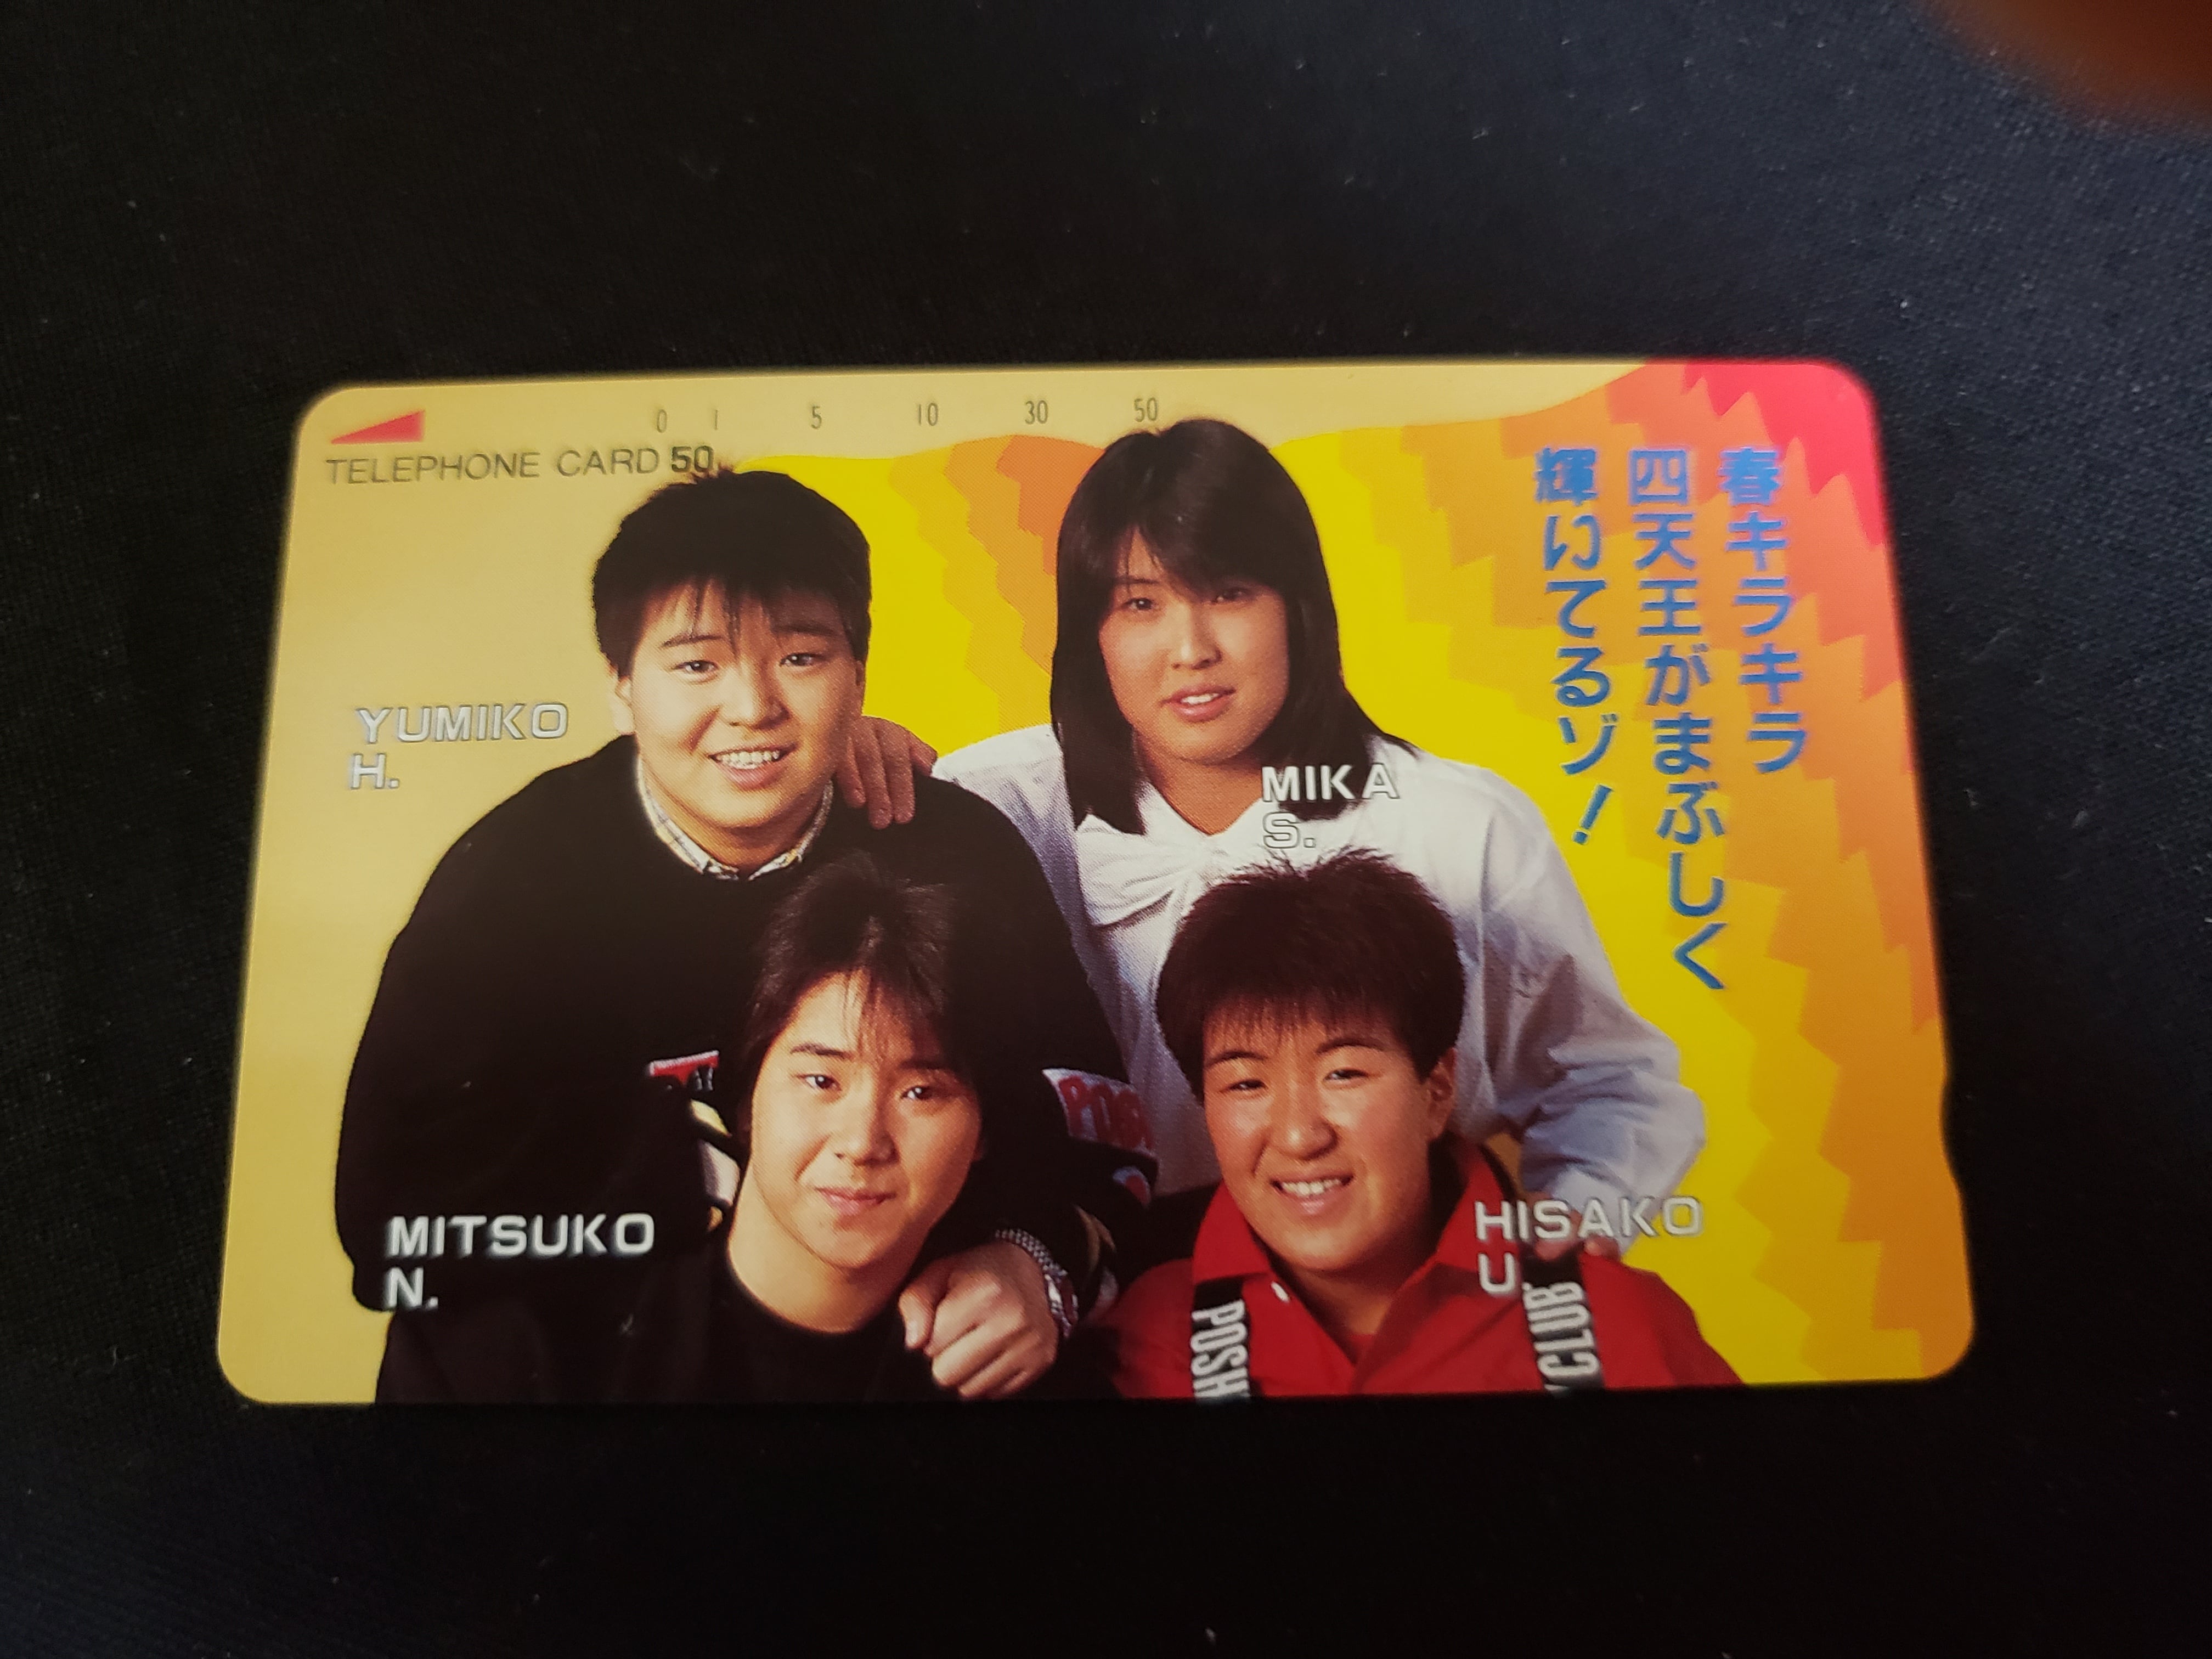 0 1 5 10 30 50
TELEPHONE CARD 50
春キラキラ
四天王がまぶしく
輝いてるゾ!
YUMIKO
H.
MIKA
S.
MITSUKO
N.
HISAKO
U.
POSH
CLUB